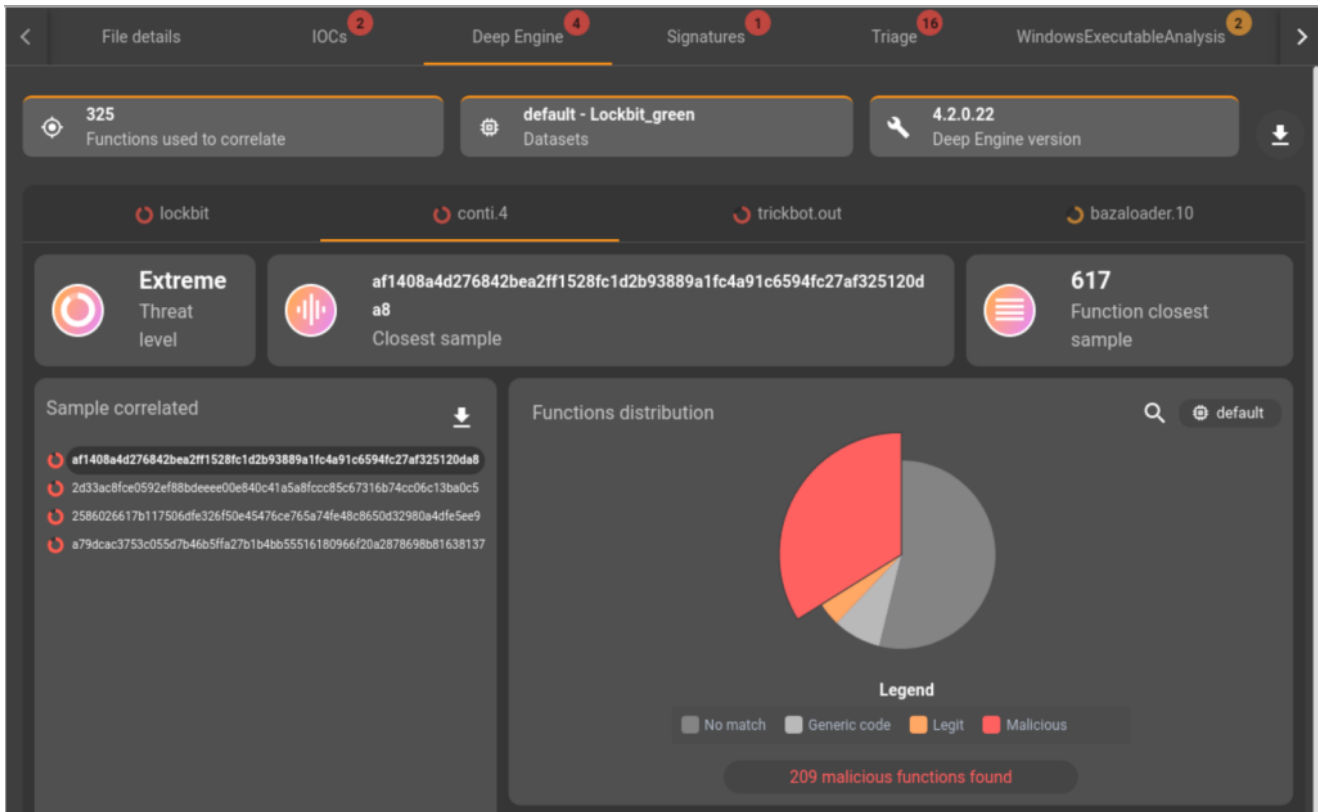 File details
IOCs
2
Deep Engine
4
Signatures
1
Triage
16
WindowsExecutableAnalysis
2
325
Functions used to correlate
default - Lockbit_green
Datasets
4.2.0.22
Deep Engine version
lockbit
conti.4
trickbot.out
bazaloader.10
Extreme
Threat
level
af1408a4d276842bea2ff1528fc1d2b93889a1fc4a91c6594fc27af325120d
a8
Closest sample
617
Function closest
sample
Sample correlated
af1408a4d276842bea2ff1528fc1d2b93889a1fc4a91c6594fc27af325120da8
2d33ac8fce0592ef88bdeeee00e840c41a5a8fccc85c67316b74cc06c13ba0c5
2586026617b117506dfe326f50e45476ce765a74fe48c8650d32980a4dfe5ee9
a79dcac3753c055d7b46b5ffa27b1b4bb55516180966f20a2878698b81638137
Functions distribution
default
Legend
No match
Generic code
Legit
Malicious
209 malicious functions found